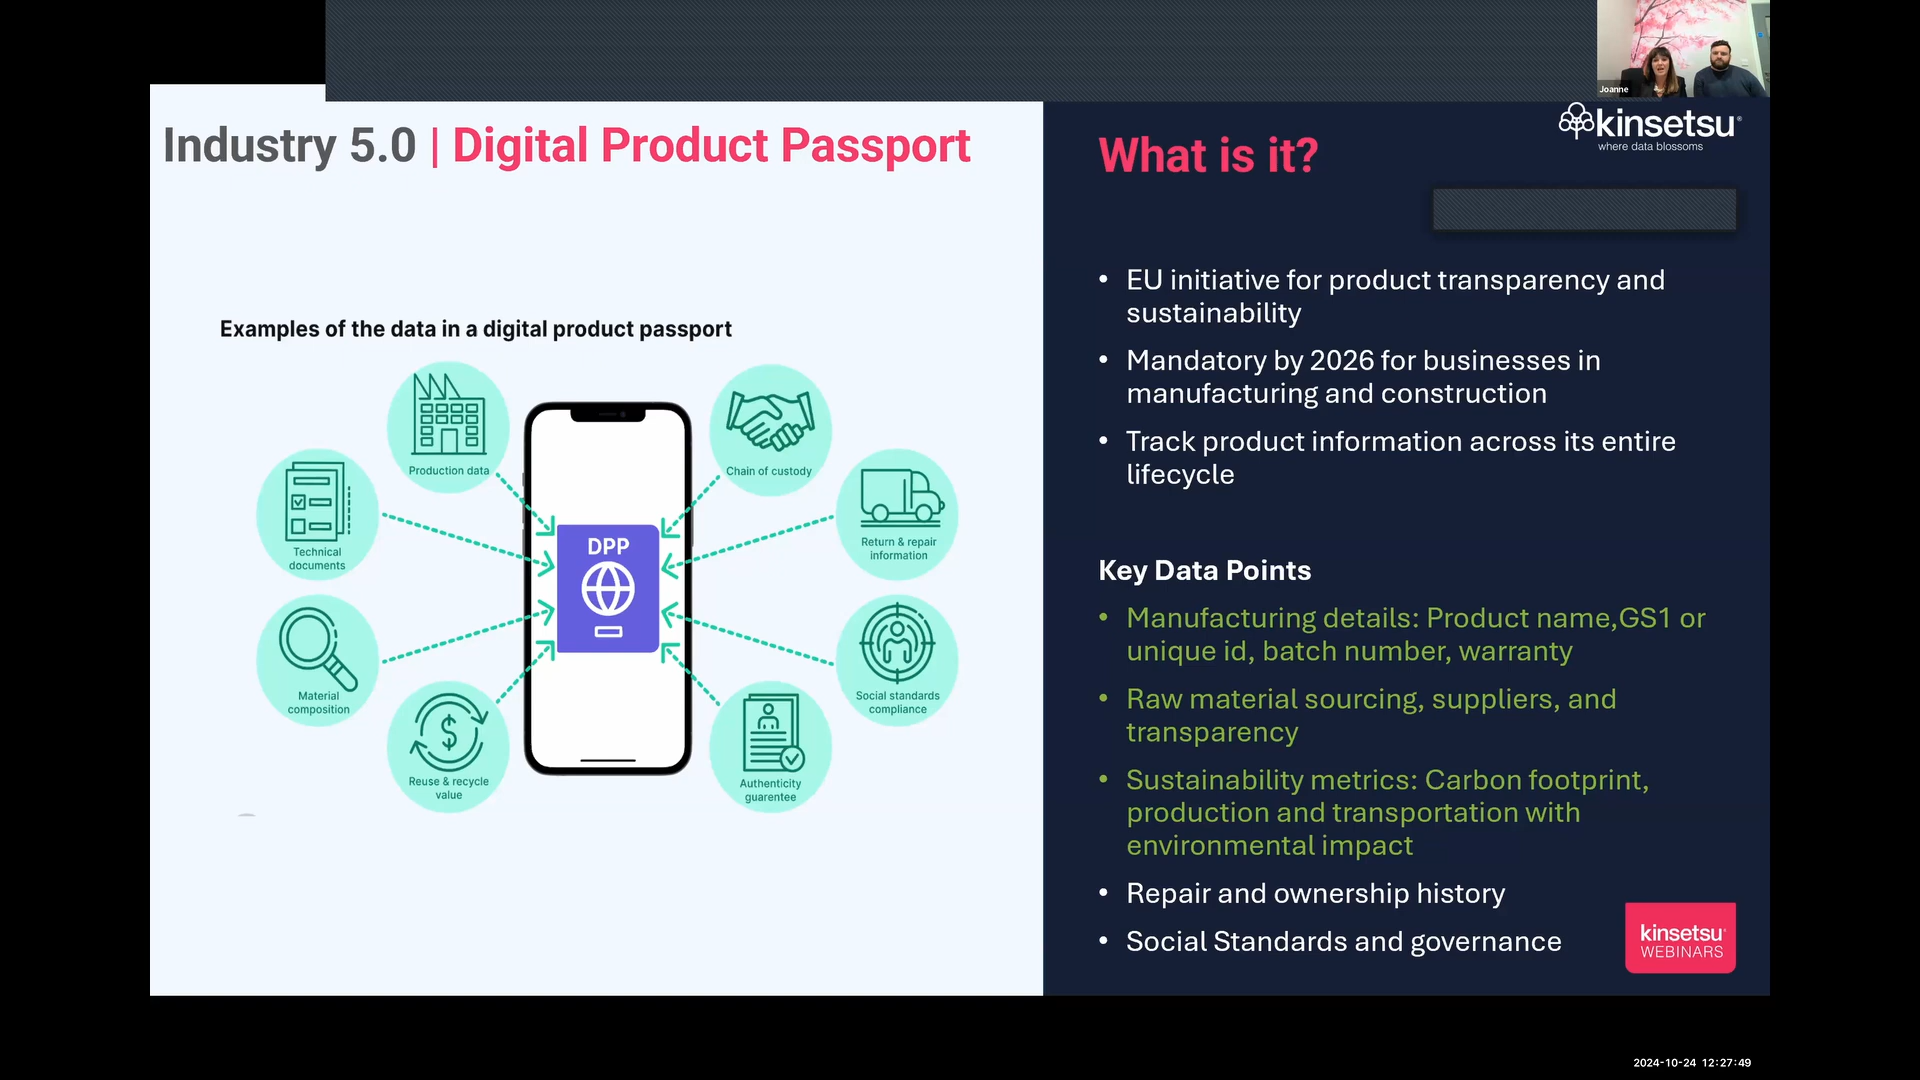 Joanne
Industry 5.0 | Digital Product Passport
Examples of the data in a digital product passport
Production data
Chain of custody
Technical
documents
Return & repair
information
DPP
Material
composition
Social standards
compliance
Reuse & recycle
value
Authenticity
guarentee
kinsetsu®
where data blossoms
What is it?
• EU initiative for product transparency and
sustainability
• Mandatory by 2026 for businesses in
manufacturing and construction
• Track product information across its entire
lifecycle
Key Data Points
• Manufacturing details: Product name,GS1 or
unique id, batch number, warranty
• Raw material sourcing, suppliers, and
transparency
• Sustainability metrics: Carbon footprint,
production and transportation with
environmental impact
• Repair and ownership history
• Social Standards and governance
kinsetsu®
WEBINARS
2024-10-24 12:27:49